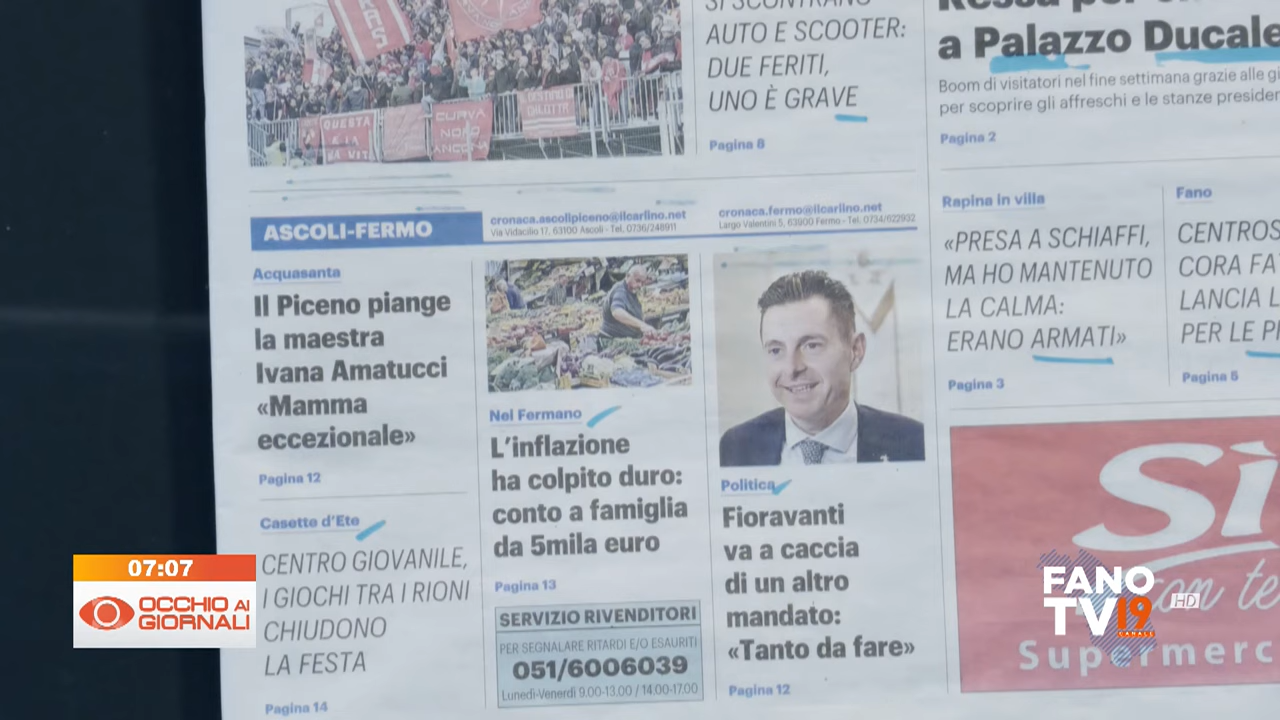 QUESTA
CURVA
NORD
ANCONA
SI SCONTRANO
AUTO E SCOOTER:
DUE FERITI,
UNO È GRAVE
Pagina 8
a Palazzo Ducale
Boom di visitatori nel fine settimana grazie alle
per scoprire gli affreschi e le stanze
Pagina 2
ASCOLI-FERMO
cronaca.ascolipiceno@ilcarlino.net
Via Vidacilio 17, 63100 Ascoli - Tel. 0736/248911
cronaca.fermo@ilcarlino.net
Largo Valentini 5, 63900 Fermo - Tel. 0734/622932
Acquasanta
Il Piceno piange
la maestra
Ivana Amatucci
«Mamma
eccezionale»
Pagina 12
Casette d'Ete
CENTRO GIOVANILE,
I GIOCHI TRA I RIONI
CHIUDONO
LA FESTA
Pagina 14
Nel Fermano
L'inflazione
ha colpito duro:
conto a famiglia
da 5mila euro
Pagina 13
SERVIZIO RIVENDITORI
PER SEGNALARE RITARDI E/O ESAURITI
051/6006039
Lunedì-Venerdì 9.00-13.00 / 14.00-17.00
Politica
Fioravanti
va a caccia
di un altro
mandato:
«Tanto da fare»
Pagina 12
Rapina in villa
«PRESA A SCHIAFFI,
MA HO MANTENUTO
LA CALMA:
ERANO ARMATI»
Pagina 3
Fano
CENTROS
CORA FA
LANCIA L
PER LE P
Pagina 5
Sì
con te
Supermerc
07:07
OCCHIO AI
GIORNALI
FANO
TV19
CANALE
HD